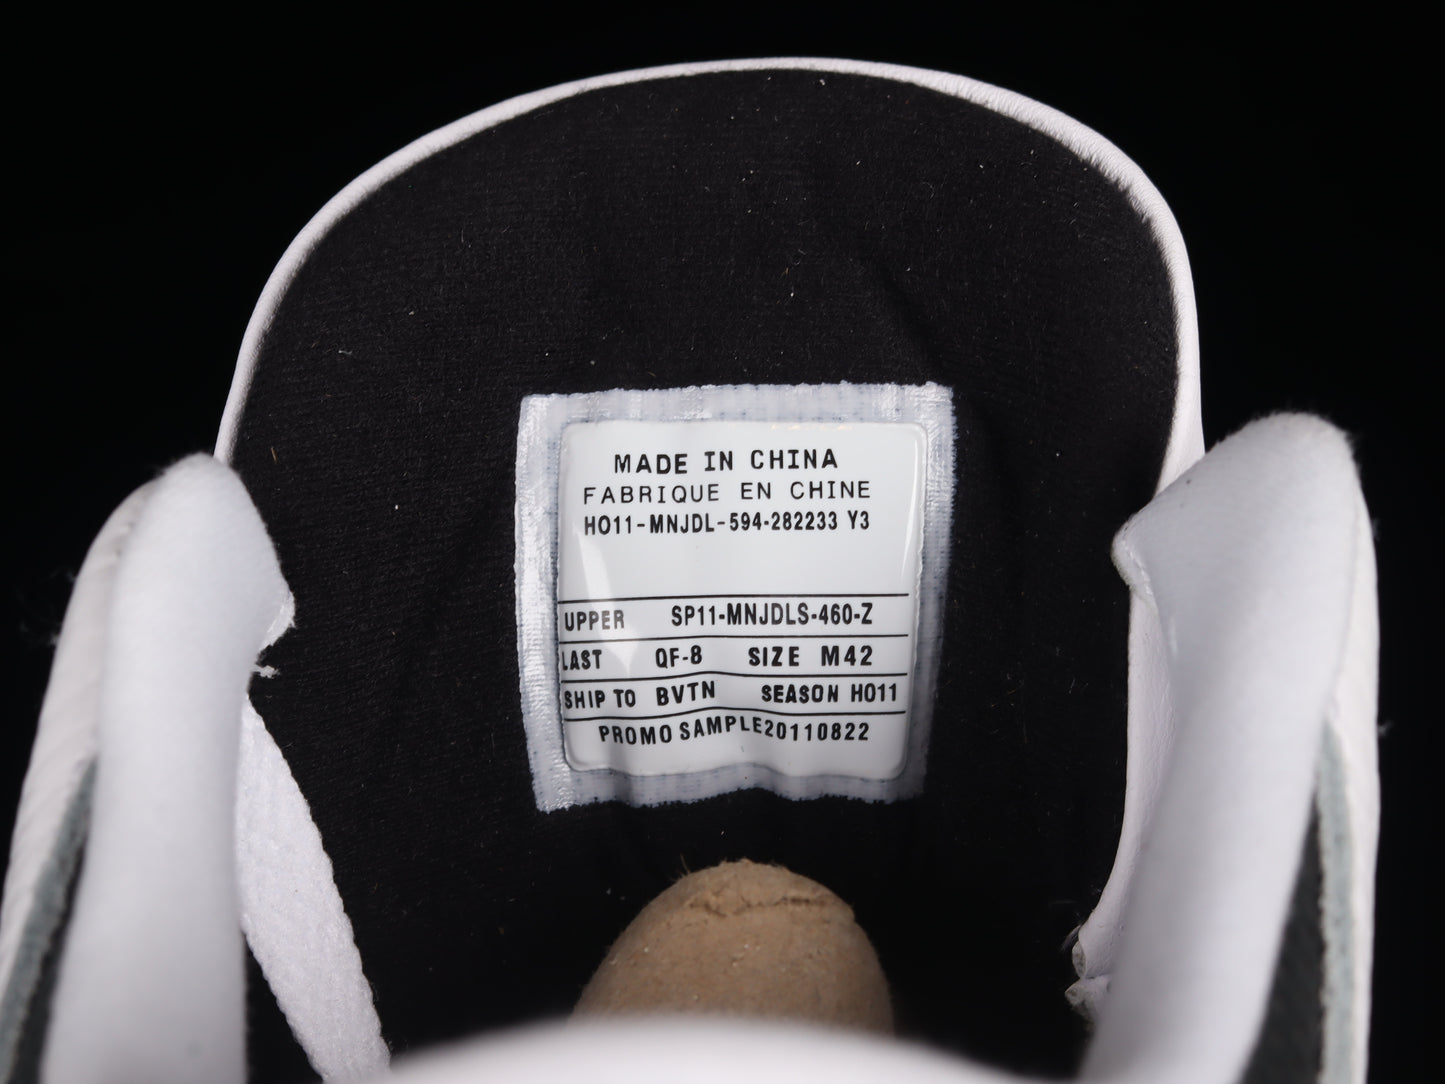 MADE IN CHINA
FABRIQUE EN CHINE
HO11-MNJDL-594-282233 Y3
UPPER SP11-MNJDLS-460-Z
LAST QF-8 SIZE M42
SHIP TO BVTN SEASON HO11
PROMO SAMPLE20110822